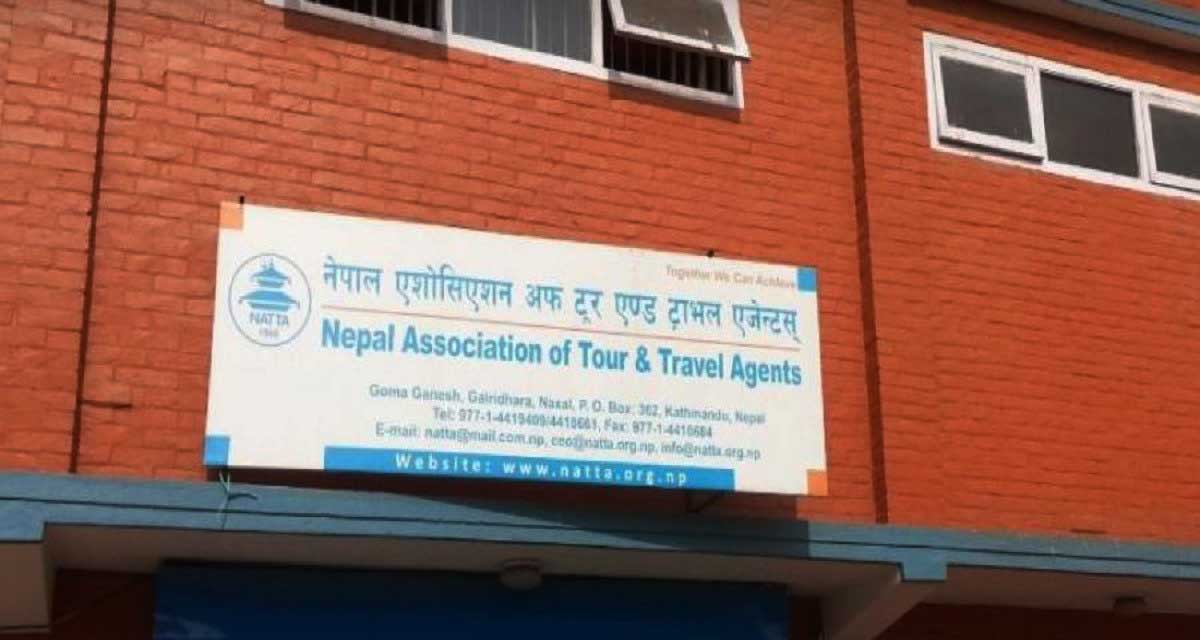 Together We Can Achieve
नेपाल एशोसिएशन अफ टूर एण्ड ट्राभल एजेन्टस्
NATTA
1966
Nepal Association of Tour & Travel Agents
Goma Ganesh, Gairidhara, Naxal, P. O. Box: 362, Kathmandu, Nepal
Tel: 977-1-4419409/4418661, Fax: 977-1-4418684
E-mail: natta@mail.com.np, ceo@natta.org.np, info@natta.org.np
Website: www.natta.org.np